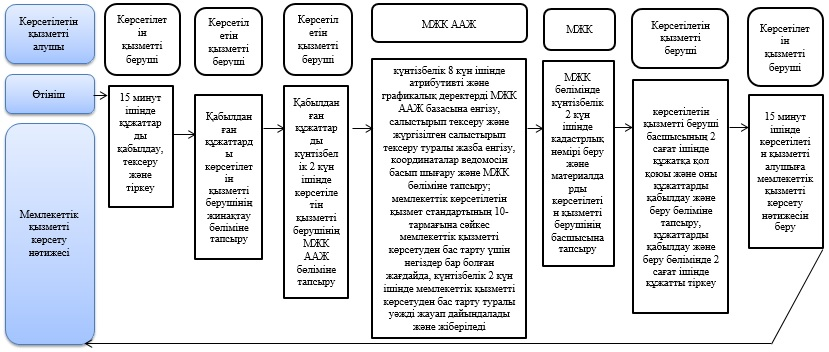 Көрсетілетін
қызметті
алушы
Көрсетілет
ін
қызметті
беруші
Көрсетіл
етін
қызметті
беруші
Көрсетіл
етін
қызметті
беруші
МЖК ААЖ
МЖК
Көрсетілетін
қызметті
беруші
Көрсетілет
ін
қызметті
беруші
Өтініш
Мемлекеттік
қызметті
көрсету
нәтижесі
15 минут
ішінде
құжаттар
ды
қабылдау,
тексеру
және
тіркеу
Қабылдан
ған
құжаттард
ы
көрсетілет
ін
қызметті
берушінің
жинақтау
бөліміне
тапсыру
Қабылдан
ған
құжаттар
ды
күнтізбел
ік 2 күн
ішінде
көрсетіле
тін
қызметті
берушінің
МЖК
ААЖ
бөліміне
тапсыру
күнтізбелік 8 күн ішінде
атрибутивті және
графикалық деректерді МЖК
ААЖ базасына енгізу,
салыстырып тексеру және
жүргізілген салыстырып
тексеру туралы жазба енгізу,
координаталар ведомосін
басып шығару және МЖК
бөліміне тапсыру;
мемлекеттік көрсетілетін
қызмет стандартының 10-
тармағына сәйкес
мемлекеттік қызметті
көрсетуден бас тарту үшін
негіздер бар болған
жағдайда, күнтізбелік 2 күн
ішінде мемлекеттік қызметті
көрсетуден бас тарту туралы
уәжді жауап дайындалады
және жіберіледі
МЖК
бөлімінде
күнтізбелік
2 күн
ішінде
кадастрлық
нөмірі беру
және
материалда
рды
көрсетілеті
н қызметті
берушінің
басшысына
тапсыру
көрсетілетін
қызметті беруші
басшысының 2
сағат ішінде
құжатқа қол
қоюы және оны
құжаттарды
қабылдау және
беру бөліміне
тапсыру,
құжаттарды
қабылдау және
беру бөлімінде 2
сағат ішінде
құжатты тіркеу
15 минут
ішінде
көрсетілеті
н қызметті
алушыға
мемлекеттік
қызметті
көрсету
нәтижесін
беру